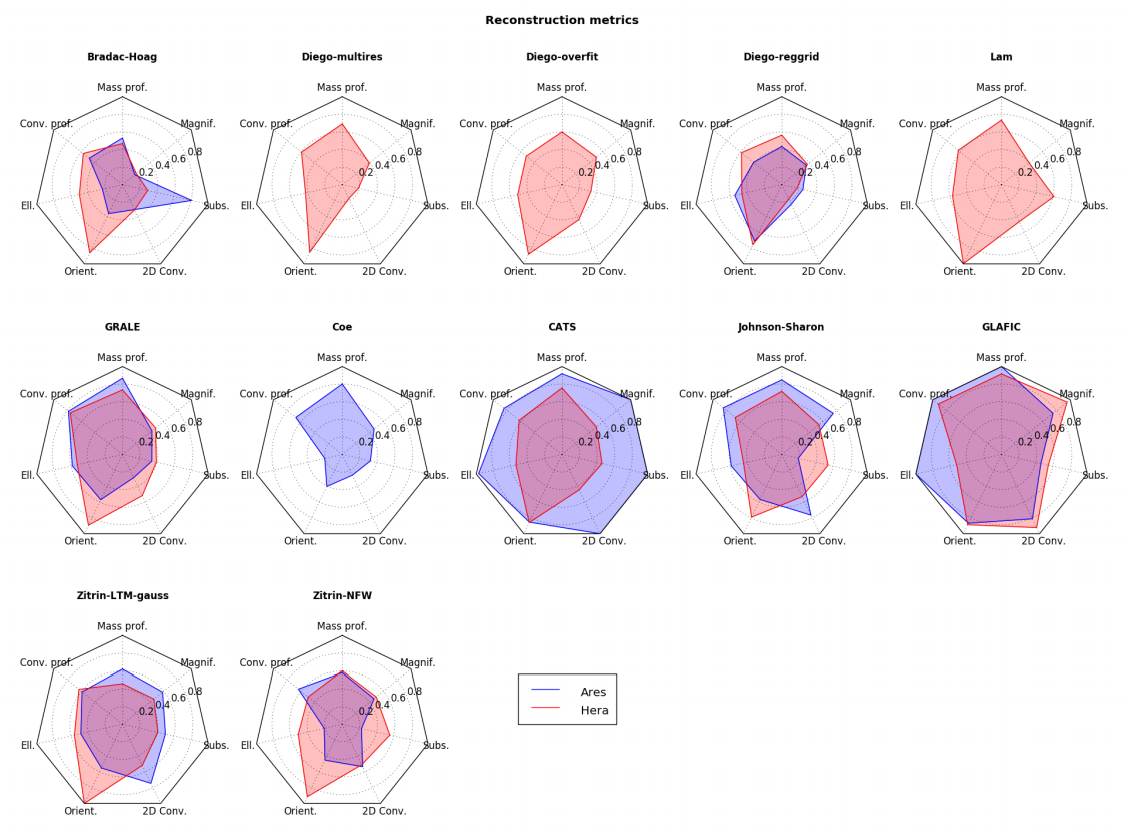 Reconstruction metrics
Bradac-Hoag
Diego-multires
Diego-overfit
Diego-reggrid
Lam
Mass prof.
Mass prof.
Mass prof.
Mass prof.
Mass prof.
Conv. prof.
Magnif.
Conv. prof.
Magnif.
Conv. prof.
Magnif.
Conv. prof.
Magnif.
Conv. prof.
Magnif.
0.2 0.4 0.6 0.8
0.2 0.4 0.6 0.8
0.2 0.4 0.6 0.8
0.2 0.4 0.6 0.8
0.2 0.4 0.6 0.8
Ell.
Subs.
Ell.
Subs.
Ell.
Subs.
Ell.
Subs.
Ell.
Subs.
Orient.
2D Conv.
Orient.
2D Conv.
Orient.
2D Conv.
Orient.
2D Conv.
Orient.
2D Conv.
GRALE
Coe
CATS
Johnson-Sharon
GLAFIC
Mass prof.
Mass prof.
Mass prof.
Mass prof.
Mass prof.
Conv. prof.
Magnif.
Conv. prof.
Magnif.
Conv. prof.
Magnif.
Conv. prof.
Magnif.
Conv. prof.
Magnif.
0.2 0.4 0.6 0.8
0.2 0.4 0.6 0.8
0.2 0.4 0.6 0.8
0.2 0.4 0.6 0.8
0.2 0.4 0.6 0.8
Ell.
Subs.
Ell.
Subs.
Ell.
Subs.
Ell.
Subs.
Ell.
Subs.
Orient.
2D Conv.
Orient.
2D Conv.
Orient.
2D Conv.
Orient.
2D Conv.
Orient.
2D Conv.
Zitrin-LTM-gauss
Zitrin-NFW
Mass prof.
Mass prof.
Conv. prof.
Magnif.
Conv. prof.
Magnif.
0.2 0.4 0.6 0.8
0.2 0.4 0.6 0.8
Ell.
Subs.
Ell.
Subs.
Orient.
2D Conv.
Orient.
2D Conv.
Ares
Hera